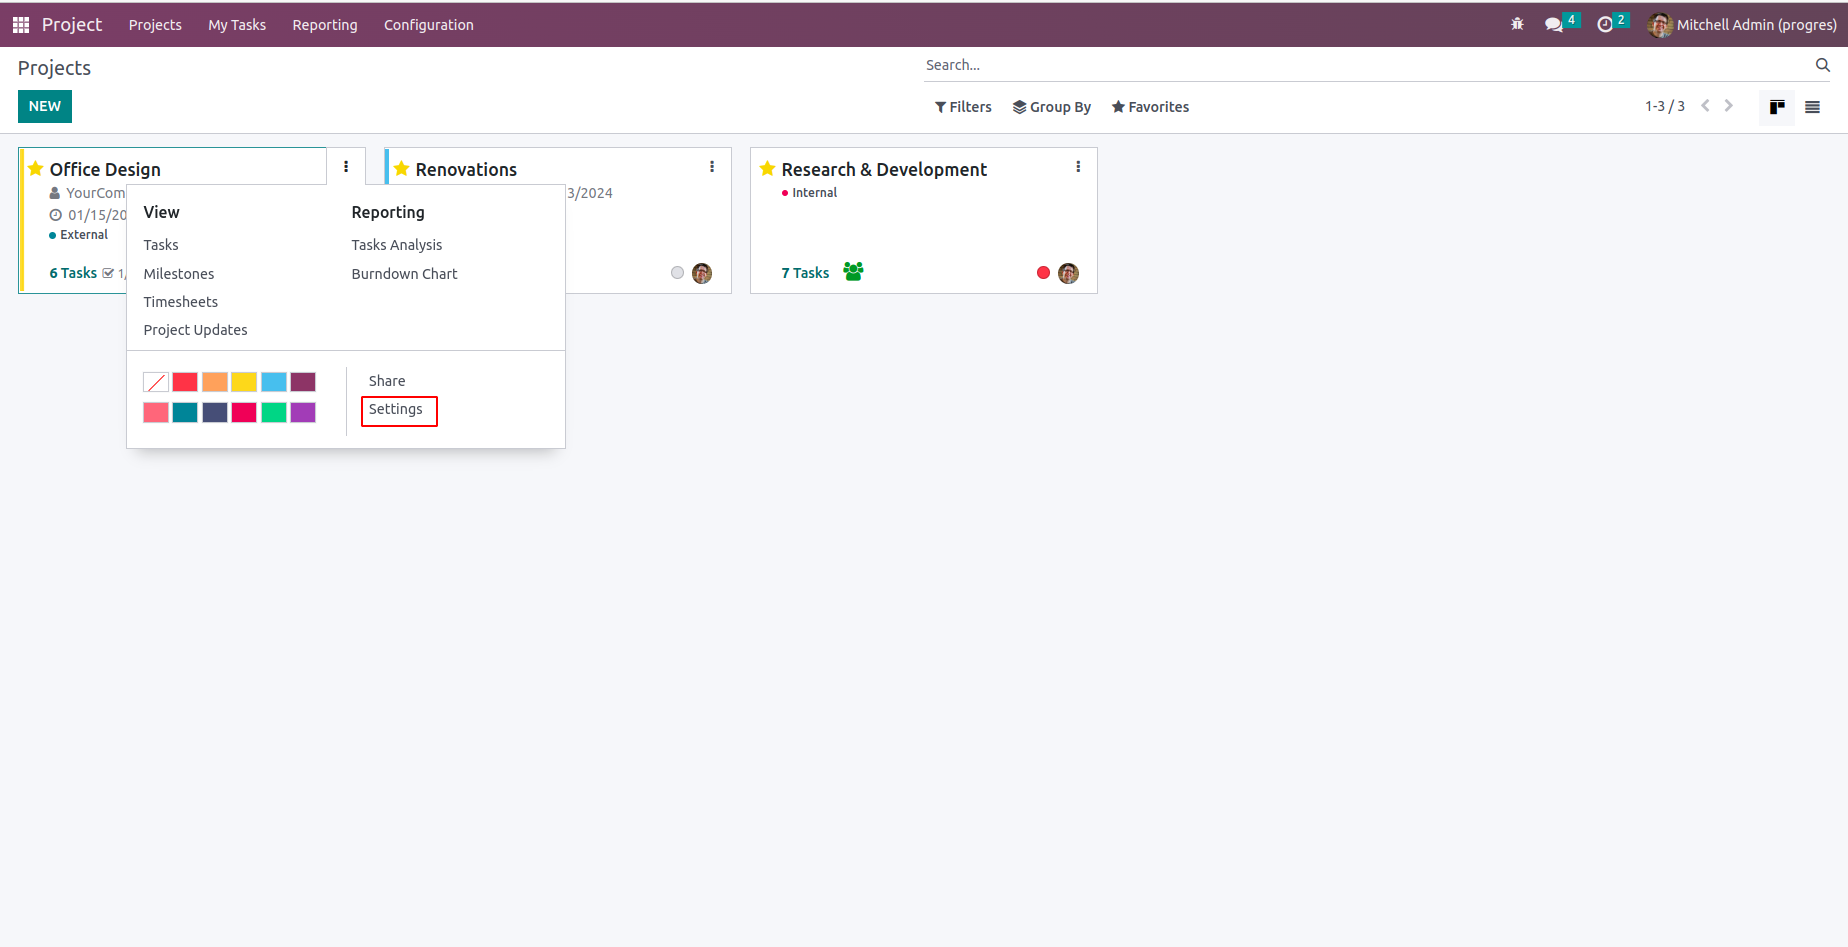 Project Projects My Tasks Reporting Configuration 4 2 Mitchell Admin (progres)
Projects
Search...
NEW
Filters Group By Favorites
1-3 / 3
Office Design
YourCom
01/15/20
External
6 Tasks 1/
View
Tasks
Milestones
Timesheets
Project Updates
Reporting
Tasks Analysis
Burndown Chart
Share
Settings
Renovations
3/2024
Research & Development
Internal
7 Tasks